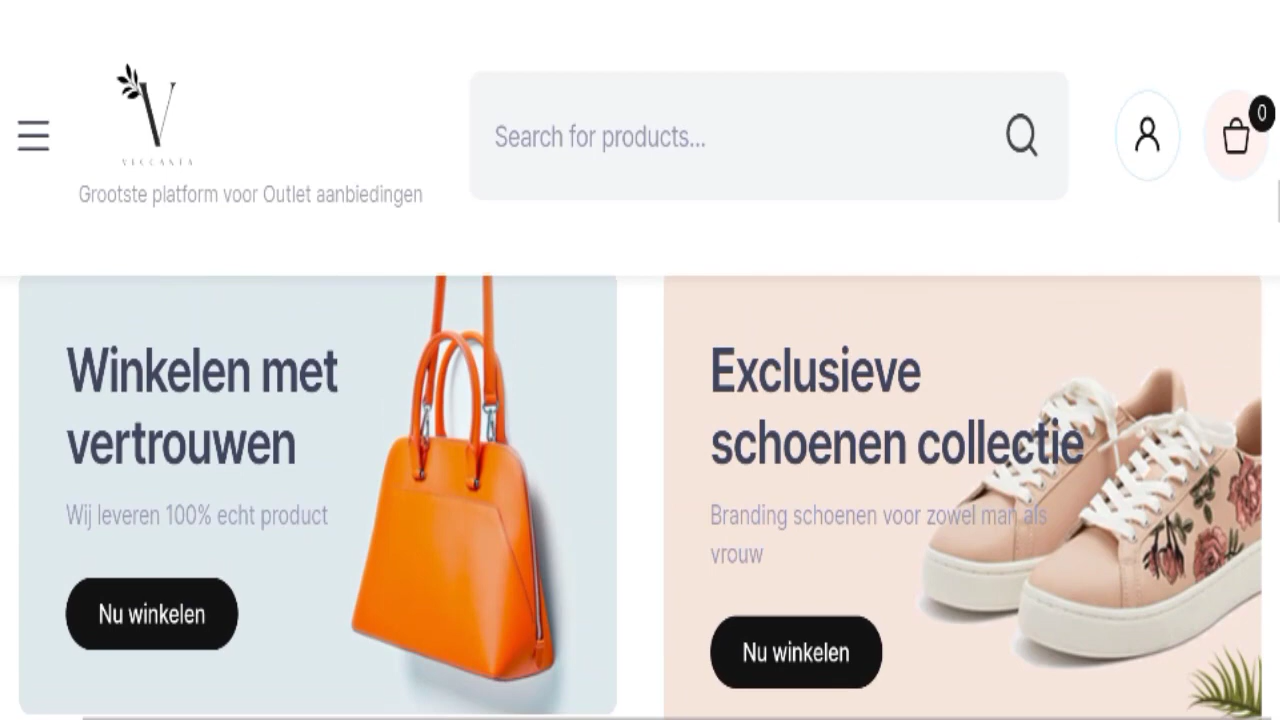 V
VECCANTA
Grootste platform voor Outlet aanbiedingen
Search for products...
0
Winkelen met
vertrouwen
Wij leveren 100% echt product
Nu winkelen
Exclusieve
schoenen collectie
Branding schoenen voor zowel man als
vrouw
Nu winkelen